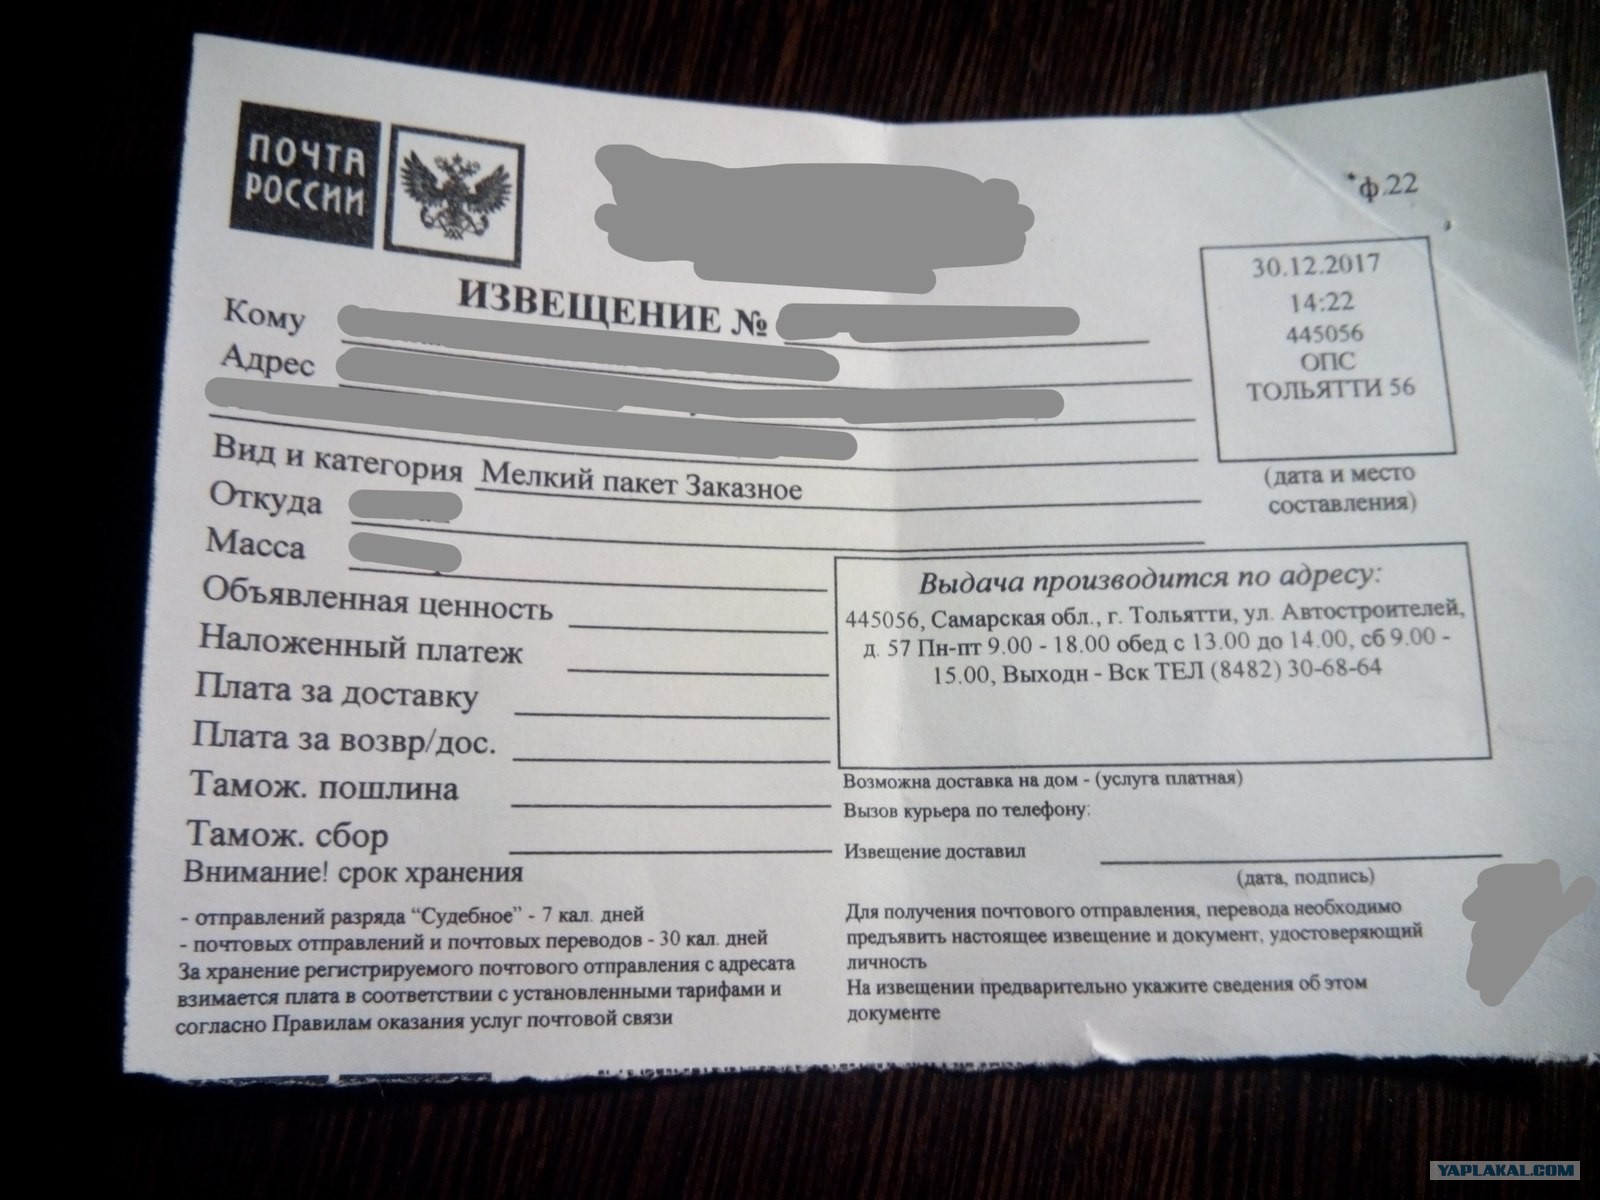 ПОЧТА
РОССИИ
*ф.22
ИЗВЕЩЕНИЕ №
30.12.2017
14:22
445056
ОПС
ТОЛЬЯТТИ 56
(дата и место
составления)
Кому
Адрес
Вид и категория Мелкий пакет Заказное
Откуда
Масса
Объявленная ценность
Наложенный платеж
Плата за доставку
Плата за возвр/дос.
Тамож. пошлина
Тамож. сбор
Выдача производится по адресу:
445056, Самарская обл., г. Тольятти, ул. Автостроителей,
д. 57 Пн-пт 9.00 - 18.00 обед с 13.00 до 14.00, сб 9.00 -
15.00, Выходн - Вск ТЕЛ (8482) 30-68-64
Возможна доставка на дом - (услуга платная)
Вызов курьера по телефону:
Извещение доставил
(дата, подпись)
Внимание! срок хранения
- отправлений разряда “Судебное” - 7 кал. дней
- почтовых отправлений и почтовых переводов - 30 кал. дней
За хранение регистрируемого почтового отправления с адресата
взимается плата в соответствии с установленными тарифами и
согласно Правилам оказания услуг почтовой связи
Для получения почтового отправления, перевода необходимо
предъявить настоящее извещение и документ, удостоверяющий
личность
На извещении предварительно укажите сведения об этом
документе
YAPLAKAL.COM